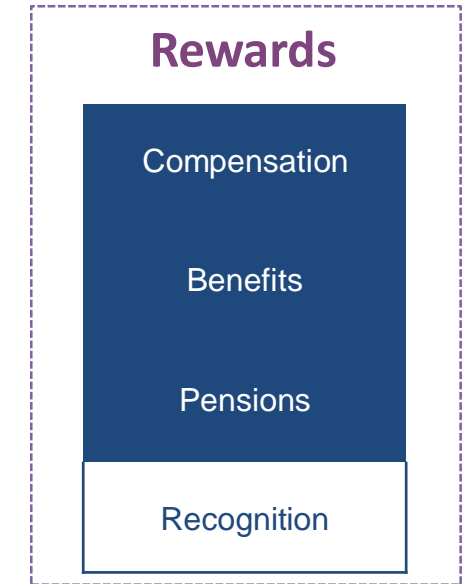 Rewards
Compensation
Benefits
Pensions
Recognition